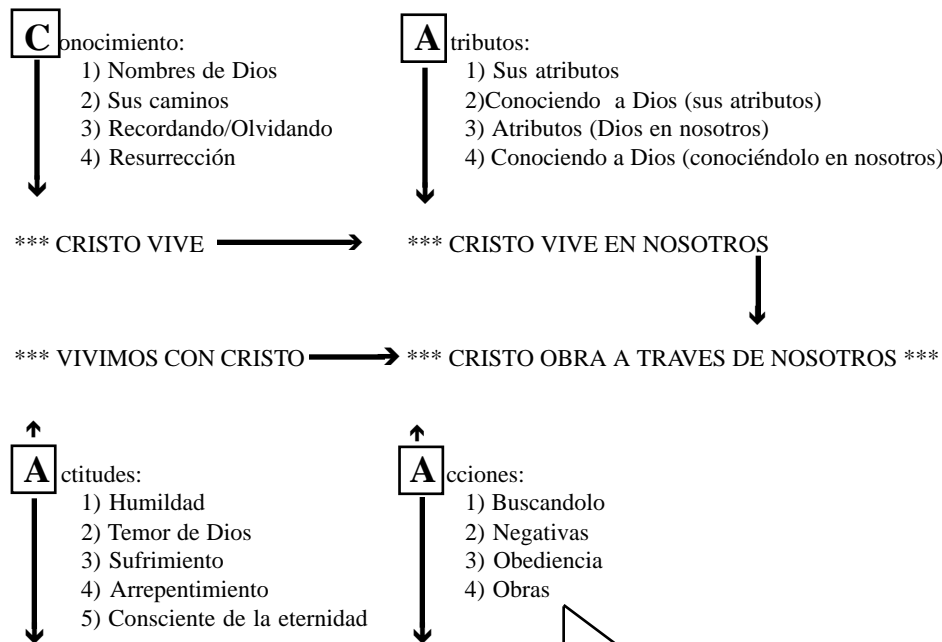 Conocimiento:
1) Nombres de Dios
2) Sus caminos
3) Recordando/Olvidando
4) Resurrección
Atributos:
1) Sus atributos
2)Conociendo a Dios (sus atributos)
3) Atributos (Dios en nosotros)
4) Conociendo a Dios (conociéndolo en nosotros)
*** CRISTO VIVE
*** CRISTO VIVE EN NOSOTROS
*** VIVIMOS CON CRISTO
*** CRISTO OBRA A TRAVES DE NOSOTROS ***
Actitudes:
1) Humildad
2) Temor de Dios
3) Sufrimiento
4) Arrepentimiento
5) Consciente de la eternidad
Acciones:
1) Buscandolo
2) Negativas
3) Obediencia
4) Obras